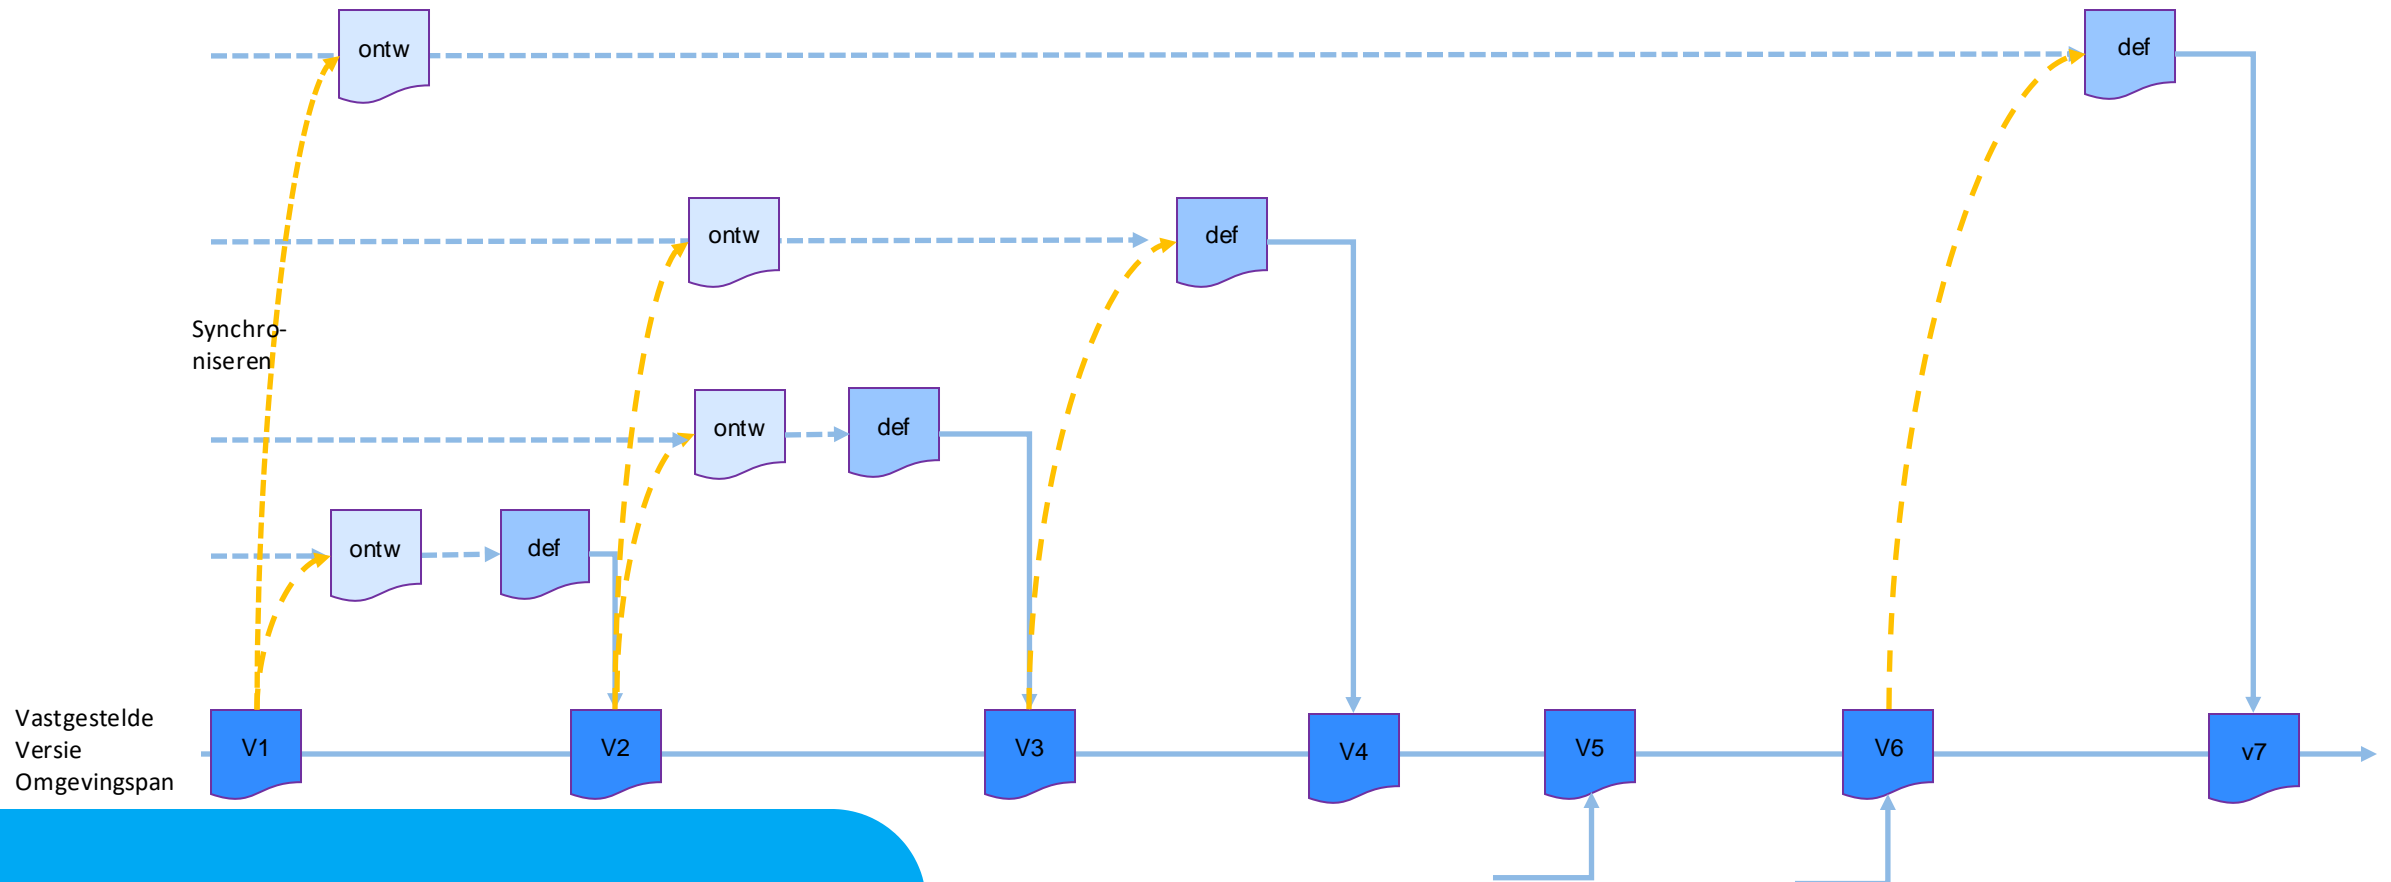 ontw
def
ontw
def
Synchro-
niseren
ontw
def
ontw
def
Vastgestelde
Versie
Omgevingspan
V1
V2
V3
V4
V5
V6
v7